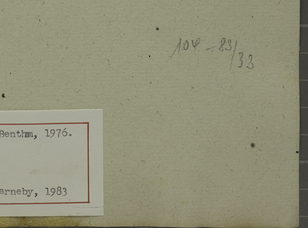 104 - 83/33
Benthm, 1976.
arneby, 1983